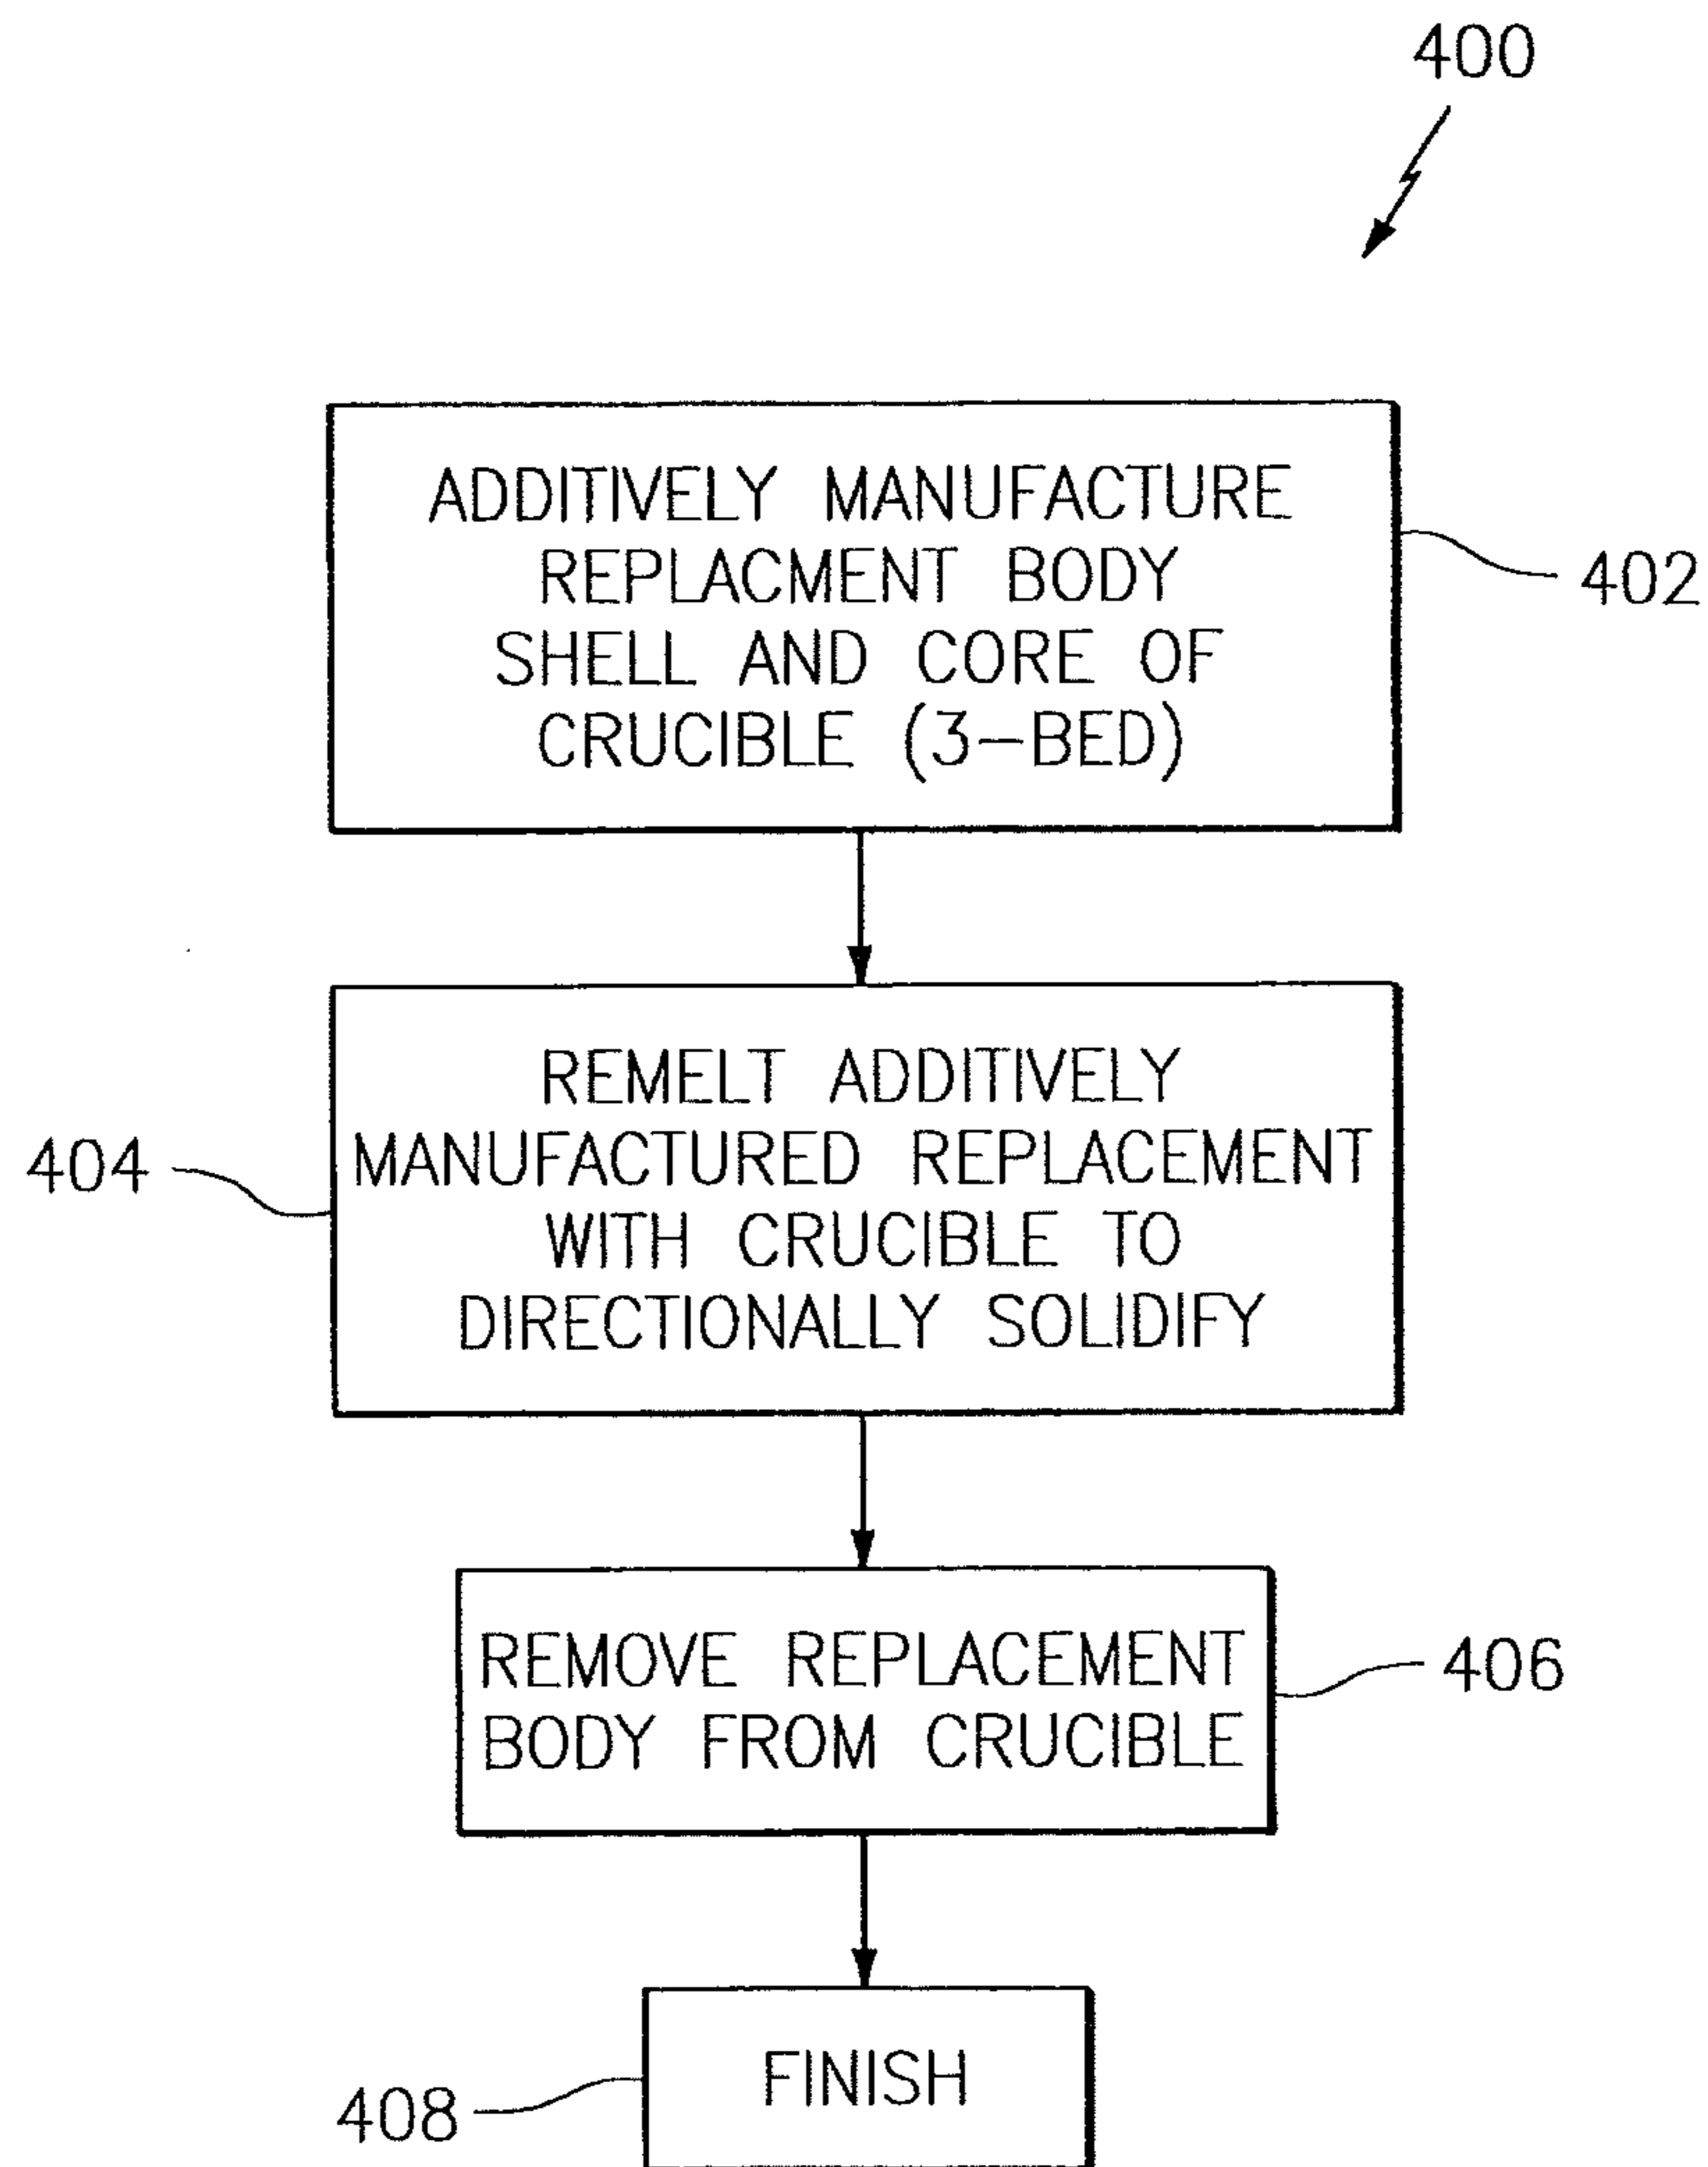 400
ADDITIVELY MANUFACTURE
REPLACMENT BODY
SHELL AND CORE OF
CRUCIBLE (3-BED)
402
REMELT ADDITIVELY
MANUFACTURED REPLACEMENT
WITH CRUCIBLE TO
DIRECTIONALLY SOLIDIFY
404
REMOVE REPLACEMENT
BODY FROM CRUCIBLE
406
FINISH
408